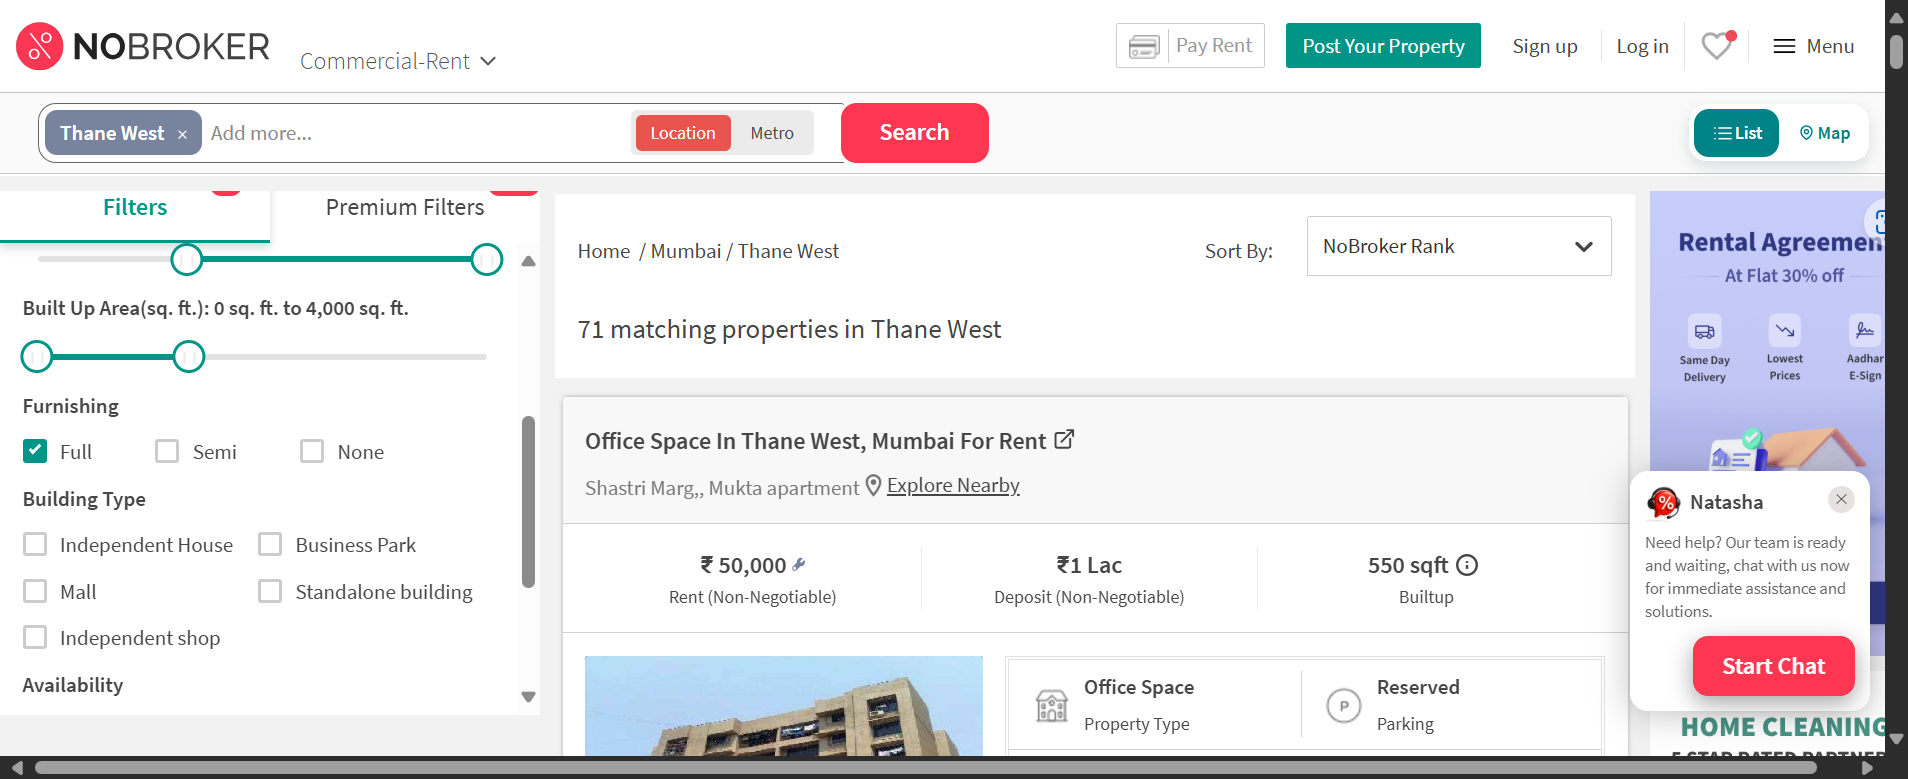 NOBROKER
Commercial-Rent
Pay Rent
Post Your Property
Sign up
Log in
Menu
Thane West ×
Add more...
Location
Metro
Search
List
Map
Filters
Premium Filters
Built Up Area(sq. ft.): 0 sq. ft. to 4,000 sq. ft.
Furnishing
Full
Semi
None
Building Type
Independent House
Business Park
Mall
Standalone building
Independent shop
Availability
Home / Mumbai / Thane West
Sort By:
NoBroker Rank
71 matching properties in Thane West
Office Space In Thane West, Mumbai For Rent
Shastri Marg,, Mukta apartment
Explore Nearby
₹ 50,000
Rent (Non-Negotiable)
₹1 Lac
Deposit (Non-Negotiable)
550 sqft
Builtup
Office Space
Property Type
P
Reserved
Parking
Rental Agreemen
At Flat 30% off
Same Day
Delivery
Lowest
Prices
Aadhar
E-Sign
Natasha
Need help? Our team is ready
and waiting, chat with us now
for immediate assistance and
solutions.
Start Chat
HOME CLEANING
5 STAR RATED PARTNER